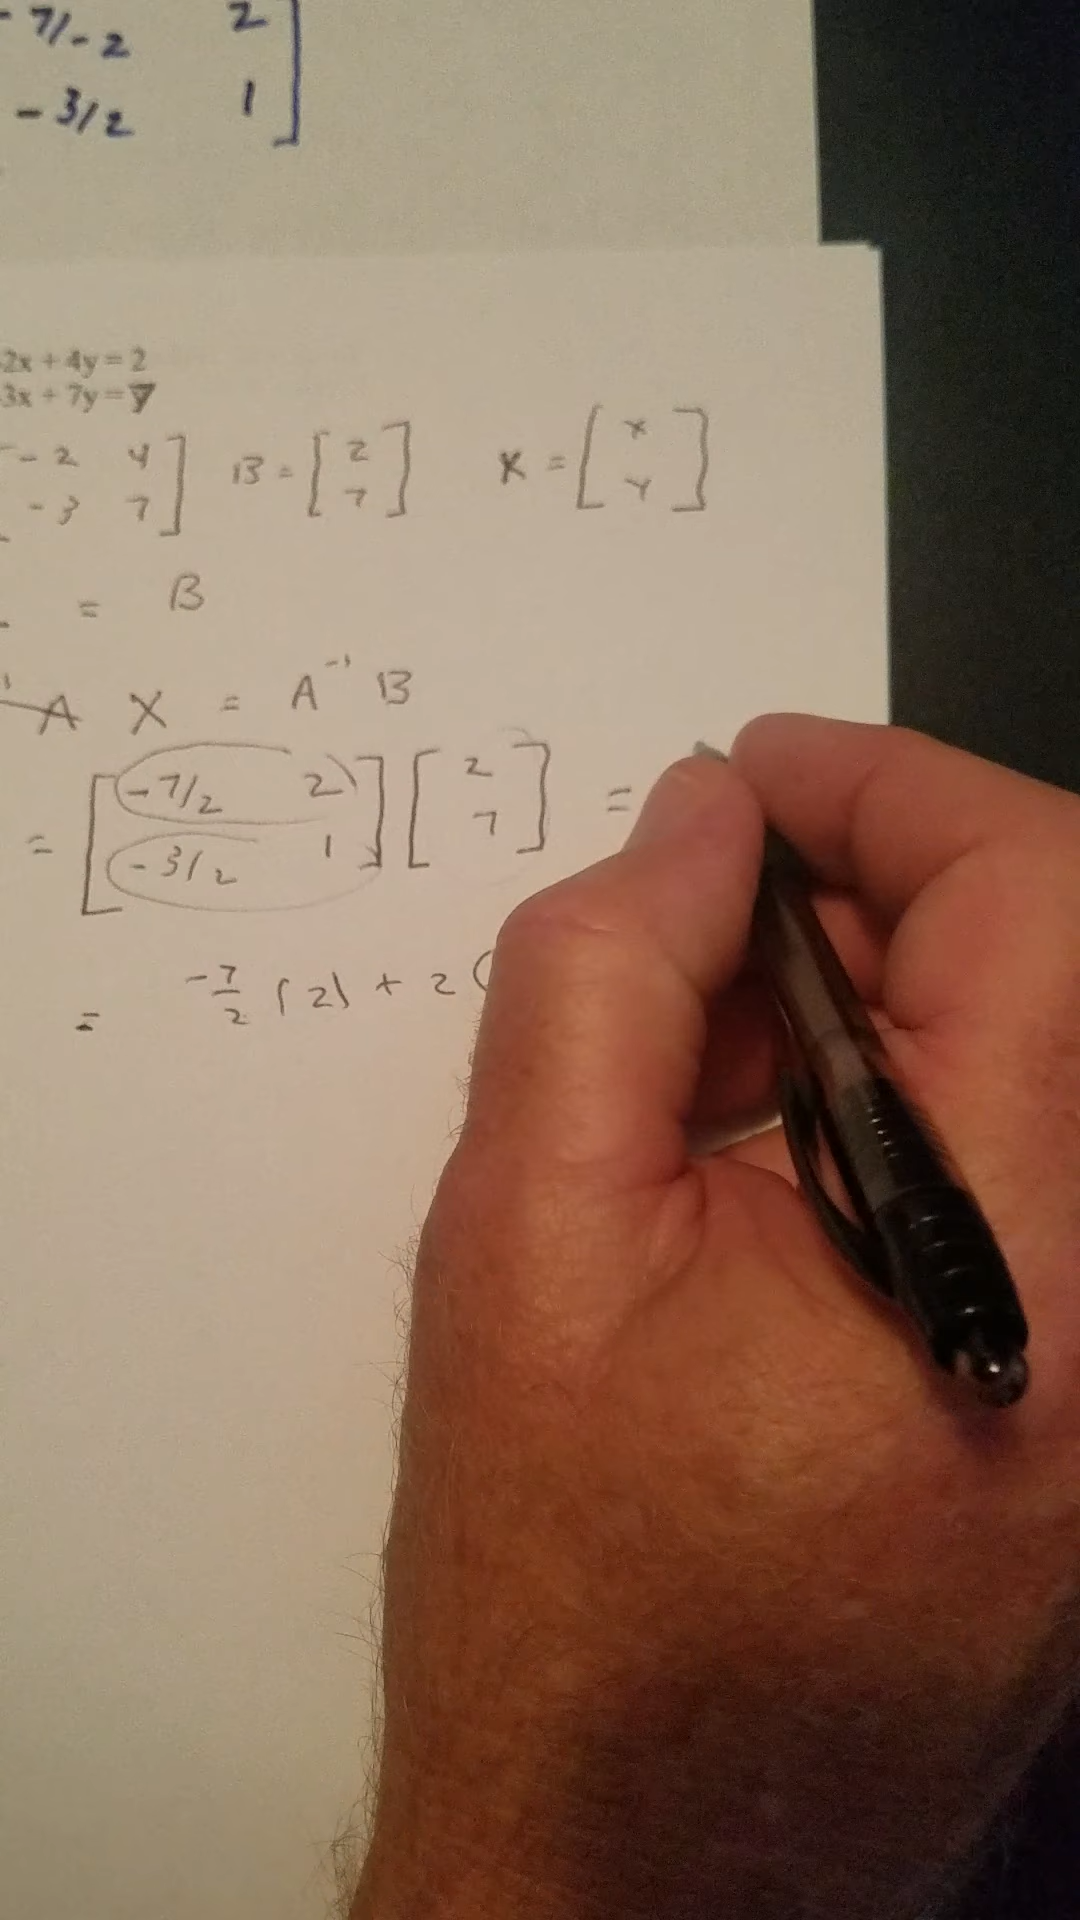 -7/-2 2
-3/2 1
-2x + 4y = 2
-3x + 7y = 7
-2 4 B = [ 2 X = [ x
-3 7 ] 7 ] y ]
= B
-1 A X = A⁻¹ B
= [ -7/2 2 ] [ 2 ] =
-3/2 1 7
= -7/2 (2) + 2 (